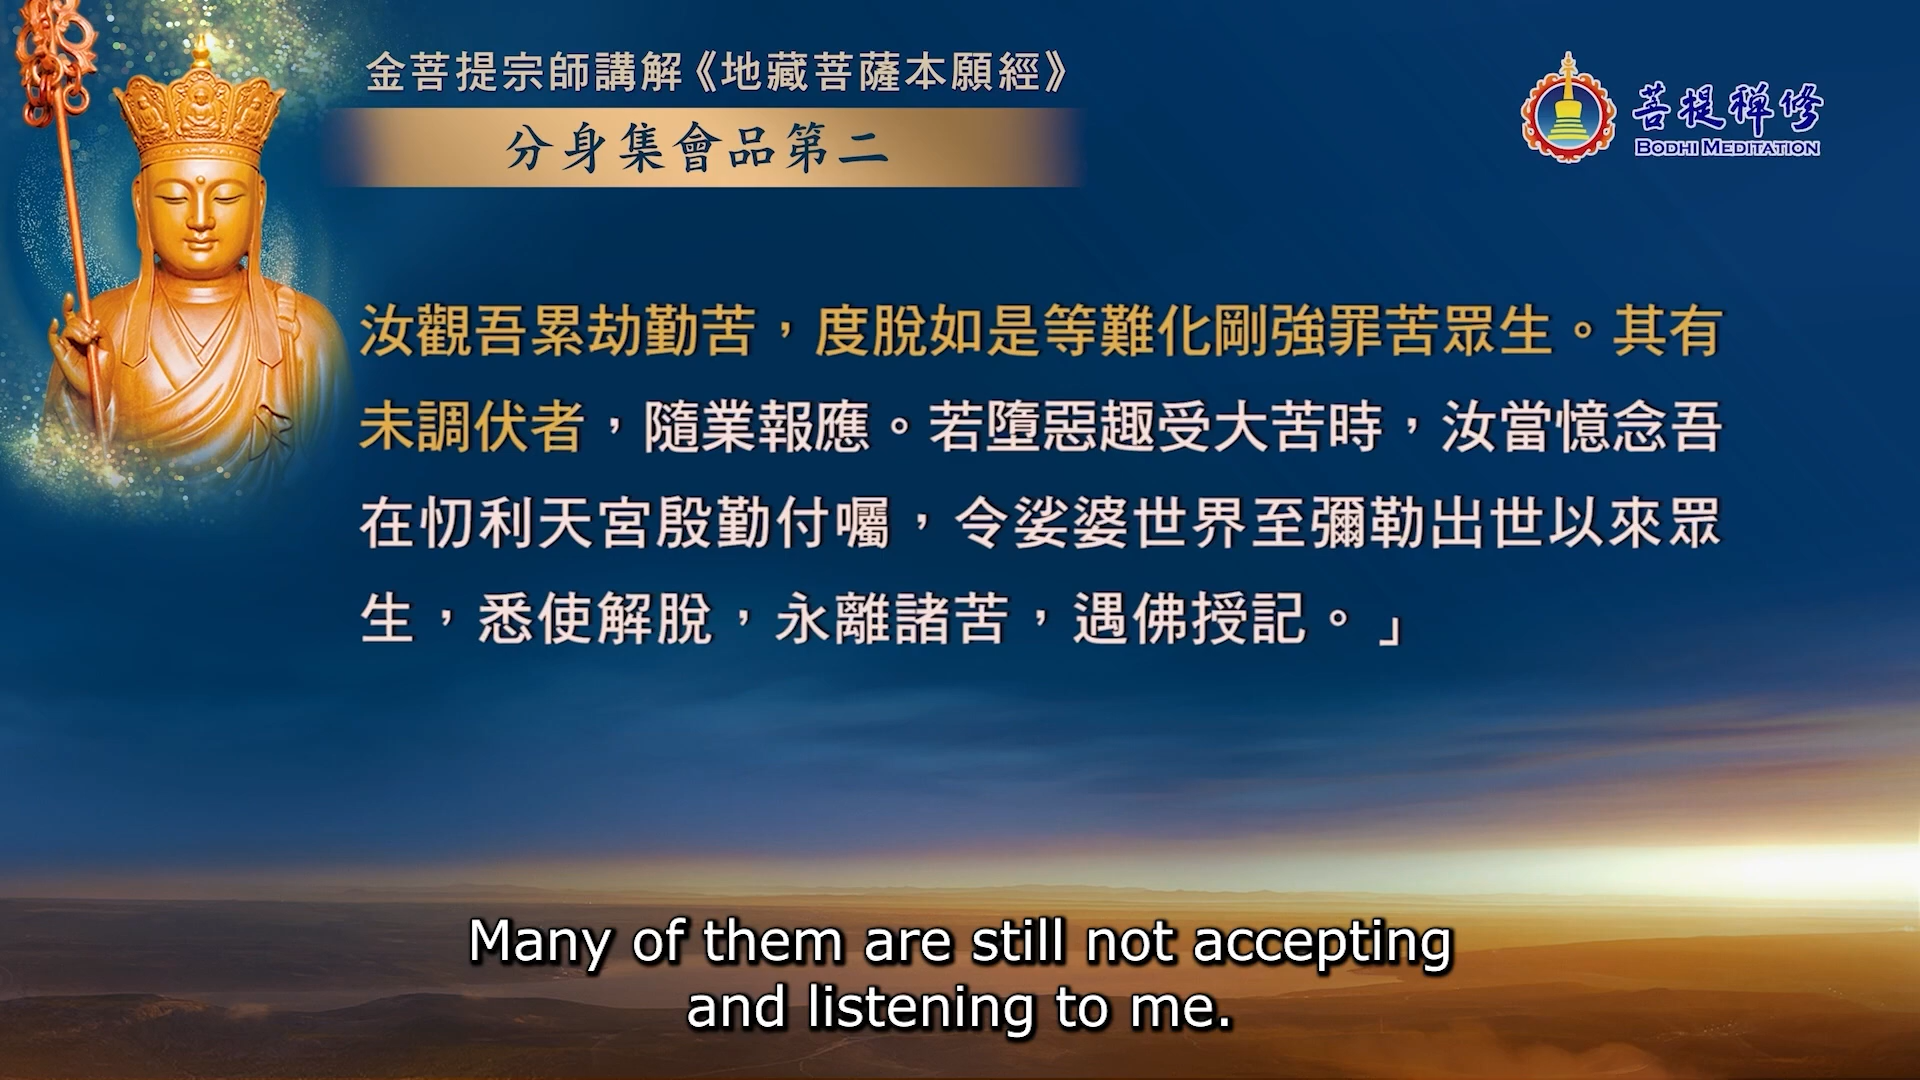 金菩提宗師講解《地藏菩薩本願經》
分身集會品第二
菩提禪修
BODHI MEDITATION
汝觀吾累劫勤苦，度脫如是等難化剛強罪苦眾生。其有
未調伏者，隨業報應。若墮惡趣受大苦時，汝當憶念吾
在忉利天宮殷勤付囑，令娑婆世界至彌勒出世以來眾
生，悉使解脫，永離諸苦，遇佛授記。」
Many of them are still not accepting
and listening to me.